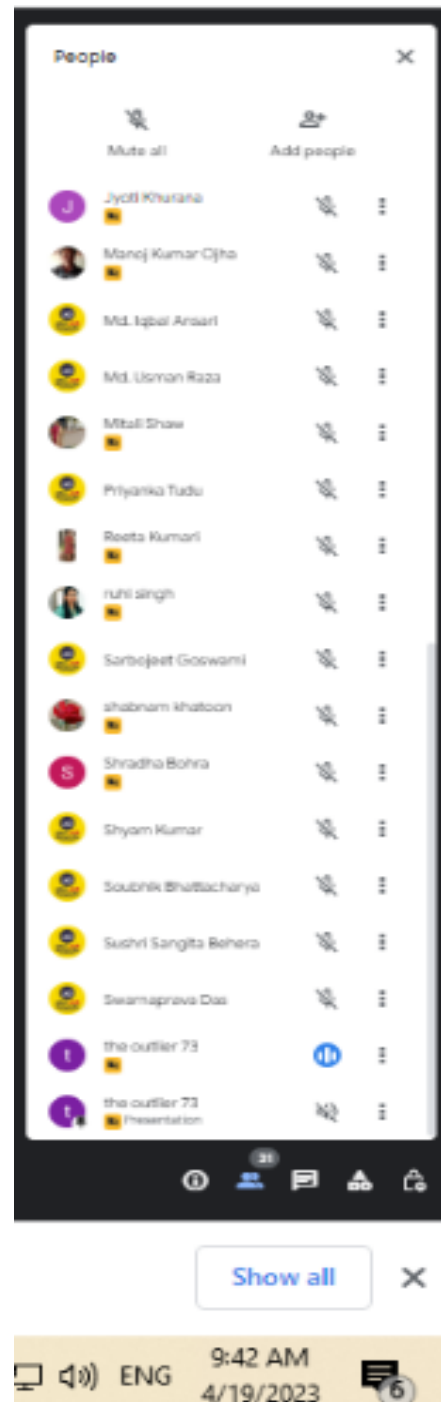 People
Mute all
Add people
J
Jyoti Khurana
Manoj Kumar Ojha
Md. Iqbal Ansari
Md. Usman Raza
Mitali Shaw
Priyanka Tudu
Reeta Kumari
ruhi singh
Sarbojeet Goswami
shabnam khatoon
S
Shradha Bohra
Shyam Kumar
Soubhik Bhattacharya
Sushri Sangita Behera
Swarnaprava Das
t
the outlier 73
t
the outlier 73
Presentation
31
Show all
ENG
9:42 AM
4/19/2023
6